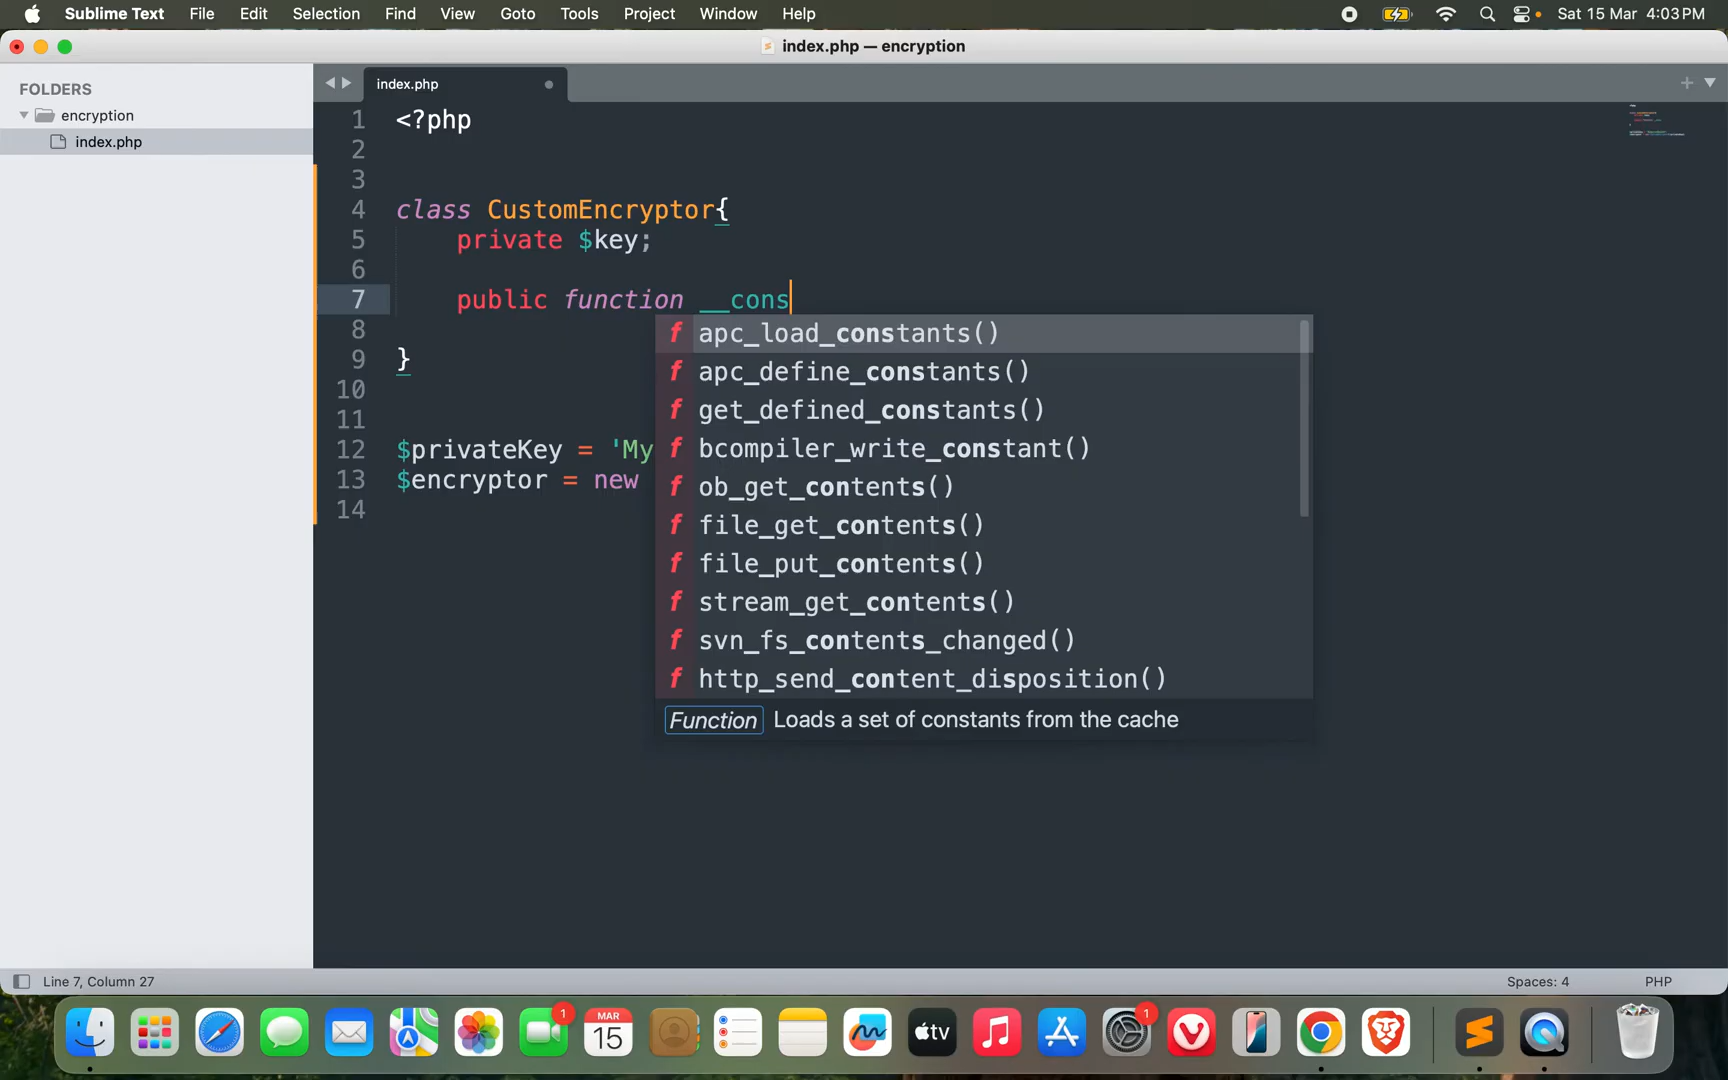 Sublime Text File Edit Selection Find View Goto Tools Project Window Help Sat 15 Mar 4:03 PM
index.php — encryption
FOLDERS
encryption
index.php
index.php
1 <?php
2
3
4 class CustomEncryptor{
5 private $key;
6
7 public function __cons
8
9 }
10
11
12 $privateKey = 'My
13 $encryptor = new
14
f apc_load_constants()
f apc_define_constants()
f get_defined_constants()
f bcompiler_write_constant()
f ob_get_contents()
f file_get_contents()
f file_put_contents()
f stream_get_contents()
f svn_fs_contents_changed()
f http_send_content_disposition()
Function Loads a set of constants from the cache
Line 7, Column 27 Spaces: 4 PHP
1
MAR
15
tv
1